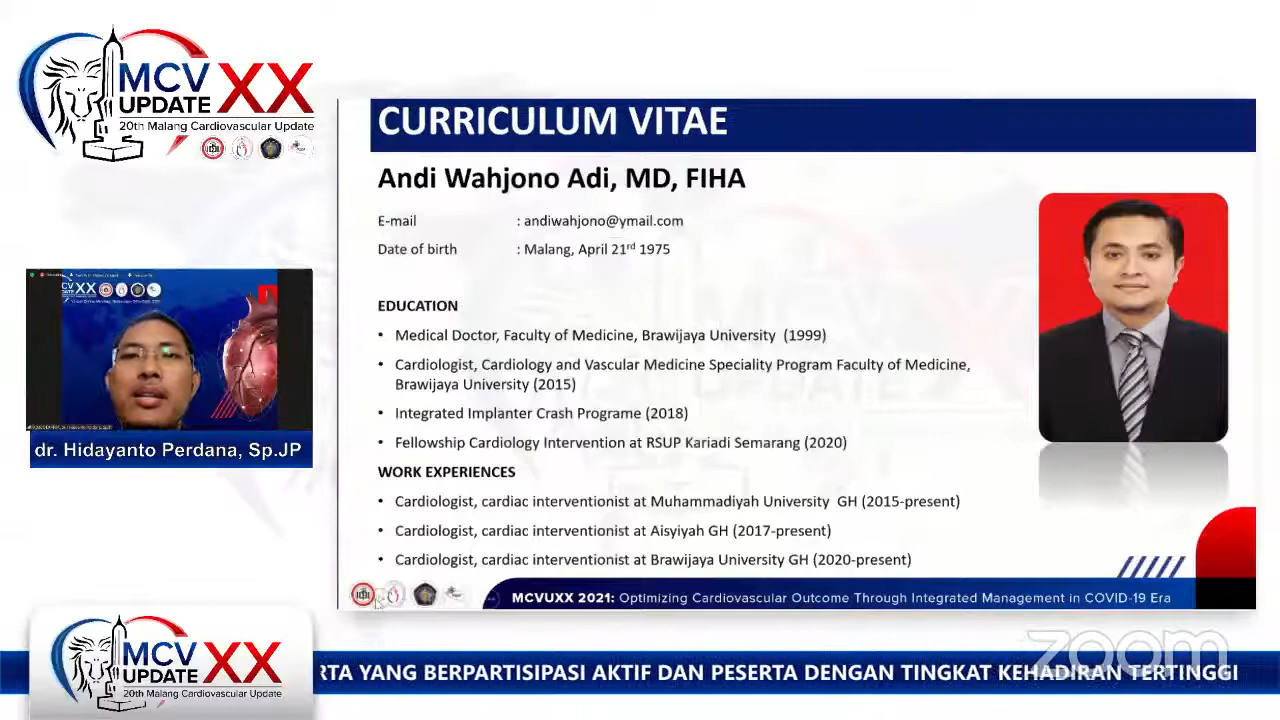 MCV XX
UPDATE
20th Malang Cardiovascular Update
CURRICULUM VITAE
Andi Wahjono Adi, MD, FIHA
E-mail : andiwahjono@ymail.com
Date of birth : Malang, April 21rd 1975
EDUCATION
• Medical Doctor, Faculty of Medicine, Brawijaya University (1999)
• Cardiologist, Cardiology and Vascular Medicine Speciality Program Faculty of Medicine,
Brawijaya University (2015)
• Integrated Implanter Crash Programe (2018)
• Fellowship Cardiology Intervention at RSUP Kariadi Semarang (2020)
WORK EXPERIENCES
• Cardiologist, cardiac interventionist at Muhammadiyah University GH (2015-present)
• Cardiologist, cardiac interventionist at Aisyiyah GH (2017-present)
• Cardiologist, cardiac interventionist at Brawijaya University GH (2020-present)
MCVUXX 2021: Optimizing Cardiovascular Outcome Through Integrated Management in COVID-19 Era
XX
dr. Hidayanto Perdana, Sp.JP
MCV XX
UPDATE
20th Malang Cardiovascular Update
RTA YANG BERPARTISIPASI AKTIF DAN PESERTA DENGAN TINGKAT KEHADIRAN TERTINGGI
zoom